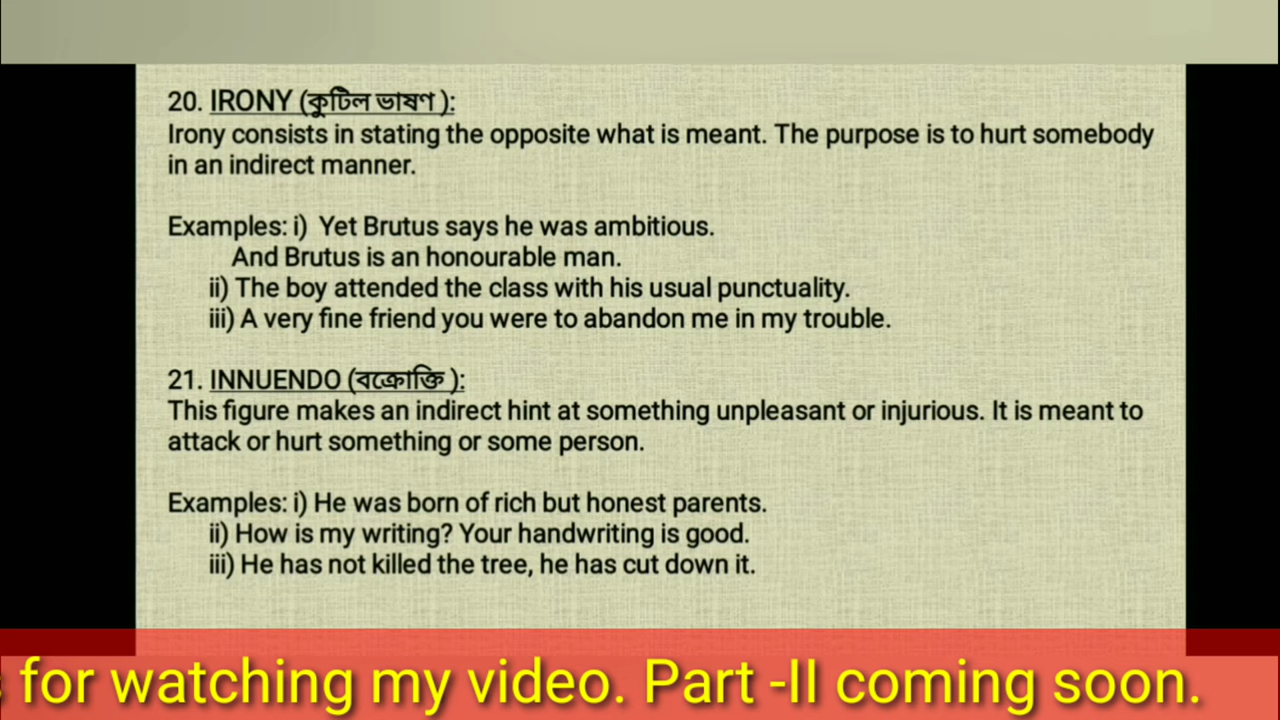 20. IRONY (কুটিল ভাষণ ):
Irony consists in stating the opposite what is meant. The purpose is to hurt somebody
in an indirect manner.
Examples: i) Yet Brutus says he was ambitious.
And Brutus is an honourable man.
ii) The boy attended the class with his usual punctuality.
iii) A very fine friend you were to abandon me in my trouble.
21. INNUENDO (বক্রোক্তি ):
This figure makes an indirect hint at something unpleasant or injurious. It is meant to
attack or hurt something or some person.
Examples: i) He was born of rich but honest parents.
ii) How is my writing? Your handwriting is good.
iii) He has not killed the tree, he has cut down it.
for watching my video. Part -II coming soon.